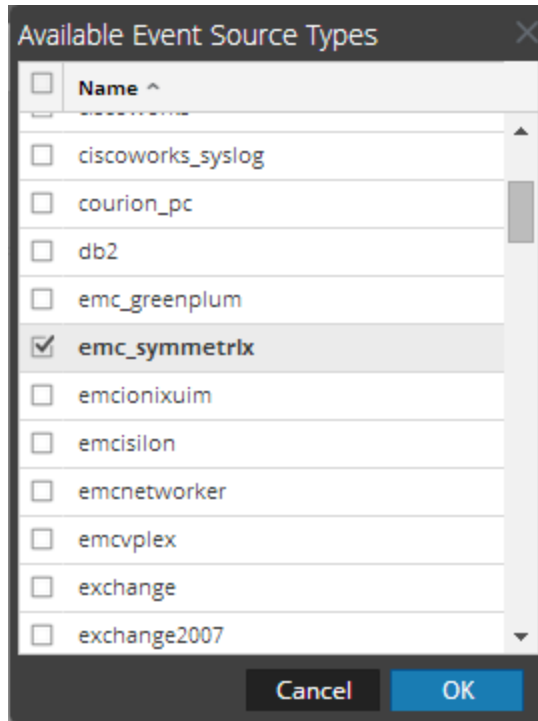 Available Event Source Types
Name
ciscoworks_syslog
courion_pc
db2
emc_greenplum
emc_symmetrix
emcionixuim
emcisilon
emcnetworker
emcvplex
exchange
exchange2007
Cancel
OK